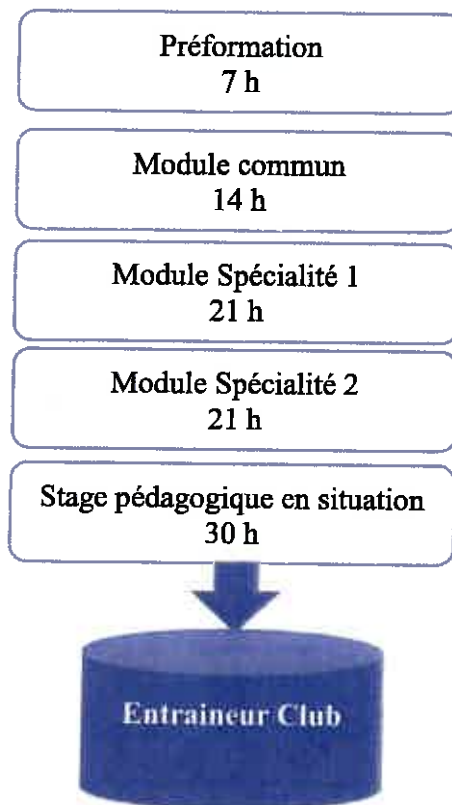 Préformation
7 h
Module commun
14 h
Module Spécialité 1
21 h
Module Spécialité 2
21 h
Stage pédagogique en situation
30 h
Entraineur Club